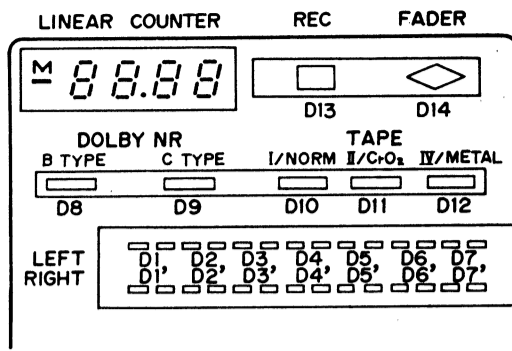 LINEAR COUNTER REC FADER
M 88.88
D13 D14
DOLBY NR TAPE
B TYPE C TYPE I/NORM II/CrO₂ IV/METAL
D8 D9 D10 D11 D12
LEFT D1 D2 D3 D4 D5 D6 D7
RIGHT D1' D2' D3' D4' D5' D6' D7'